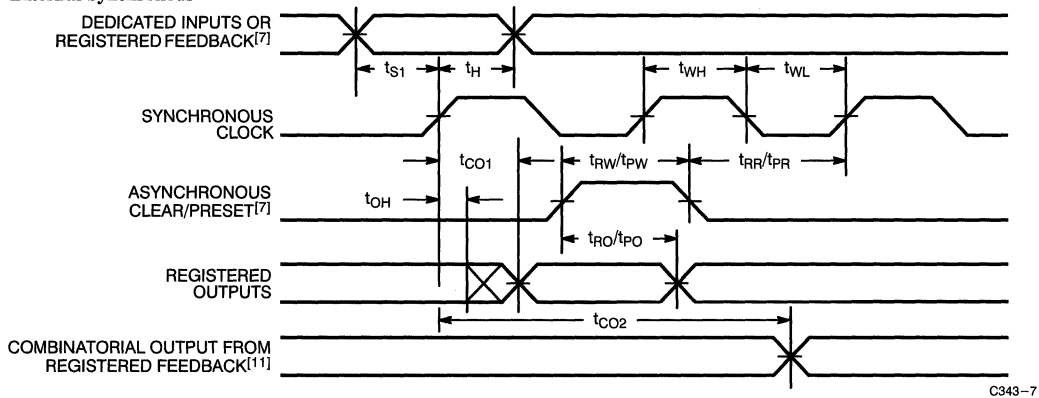 DEDICATED INPUTS OR
REGISTERED FEEDBACK[7]
tS1
tH
tWH
tWL
SYNCHRONOUS
CLOCK
tCO1
tRW/tPW
tRR/tPR
ASYNCHRONOUS
CLEAR/PRESET[7]
tOH
tRO/tPO
REGISTERED
OUTPUTS
tCO2
COMBINATORIAL OUTPUT FROM
REGISTERED FEEDBACK[11]
C343-7